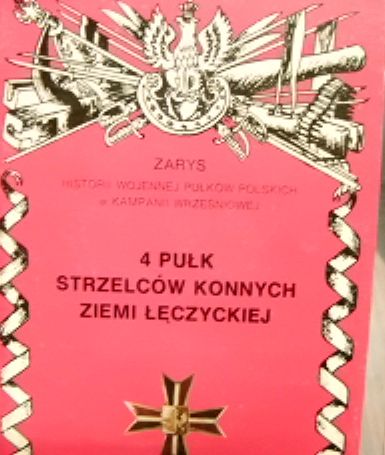 ZARYS
HISTORII WOJENNEJ PUŁKÓW POLSKICH
w KAMPANII WRZEŚNIOWEJ
4 PUŁK
STRZELCÓW KONNYCH
ZIEMI ŁĘCZYCKIEJ